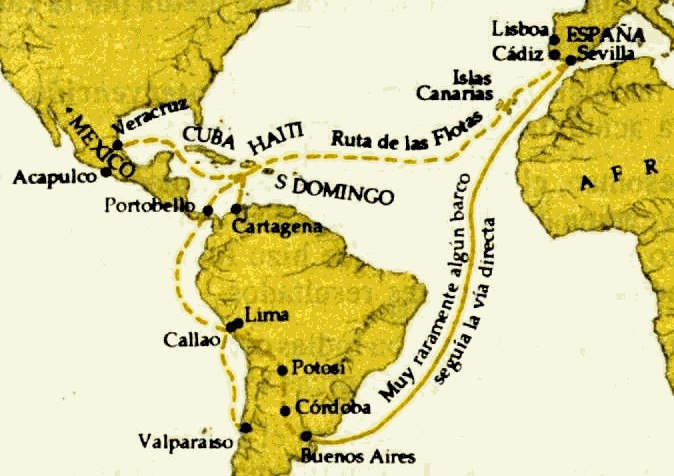 Lisboa
ESPAÑA
Cádiz
Sevilla
Islas
Canarias
Veracruz
MEXICO
CUBA
HAITI
Ruta de las Flotas
Acapulco
S DOMINGO
A F R
Portobello
Cartagena
Muy raramente algún barco
seguía la vía directa
Lima
Callao
Potosí
Córdoba
Valparaiso
Buenos Aires